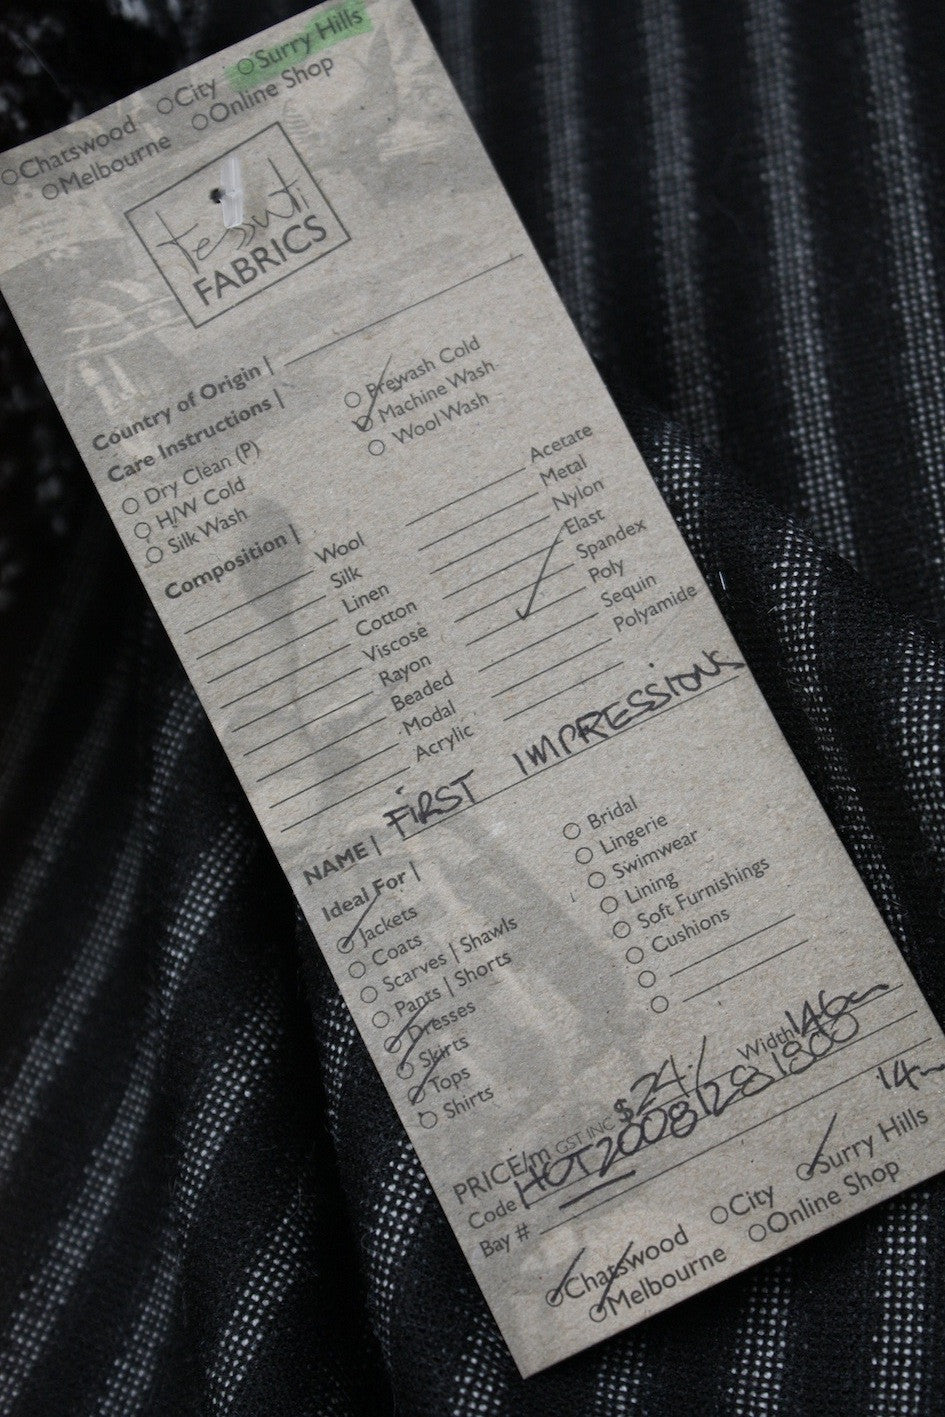 Chatswood City Surry Hills
Melbourne Online Shop
tessuti
FABRICS
Country of Origin |
Care Instructions |
Dry Clean (P) Prewash Cold
H/W Cold Machine Wash
Silk Wash Wool Wash
Composition |
Wool Acetate
Silk Metal
Linen Nylon
Cotton Elast
Viscose Spandex
Rayon Poly
Beaded Sequin
Modal Polyamide
Acrylic
NAME | FIRST IMPRESSIONS
Ideal For |
Jackets Bridal
Coats Lingerie
Scarves | Shawls Swimwear
Pants | Shorts Lining
Dresses Soft Furnishings
Skirts Cushions
Tops
Shirts
PRICE/m GST INC $24/ Width 146cm
Code HOT20081281800
Bay # 14m
Chatswood City Surry Hills
Melbourne Online Shop